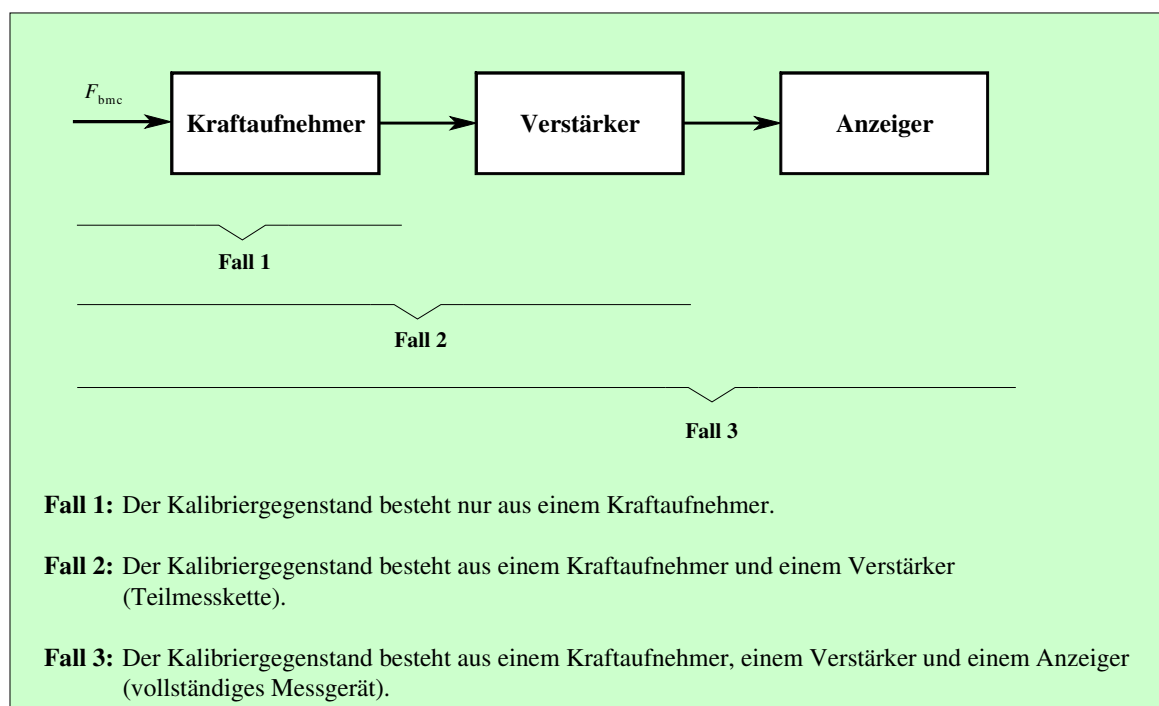 F bmc
Kraftaufnehmer
Verstärker
Anzeiger
Fall 1
Fall 2
Fall 3
Fall 1: Der Kalibriergegenstand besteht nur aus einem Kraftaufnehmer.
Fall 2: Der Kalibriergegenstand besteht aus einem Kraftaufnehmer und einem Verstärker
(Teilmesskette).
Fall 3: Der Kalibriergegenstand besteht aus einem Kraftaufnehmer, einem Verstärker und einem Anzeiger
(vollständiges Messgerät).